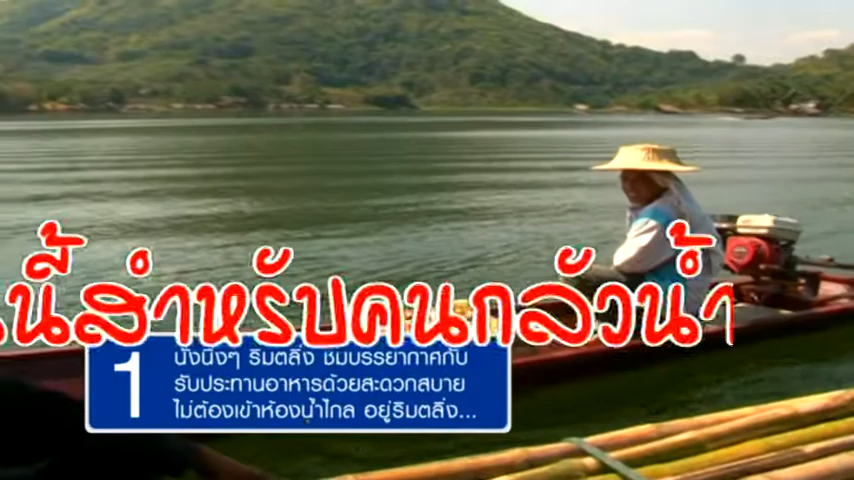 นี้สำหรับคนกลัวน้ำ
1
นั่งนิ่งๆ ริมตลิ่ง ชมบรรยากาศกับ
รับประทานอาหารด้วยสะดวกสบาย
ไม่ต้องเข้าห้องน้ำไกล อยู่ริมตลิ่ง...